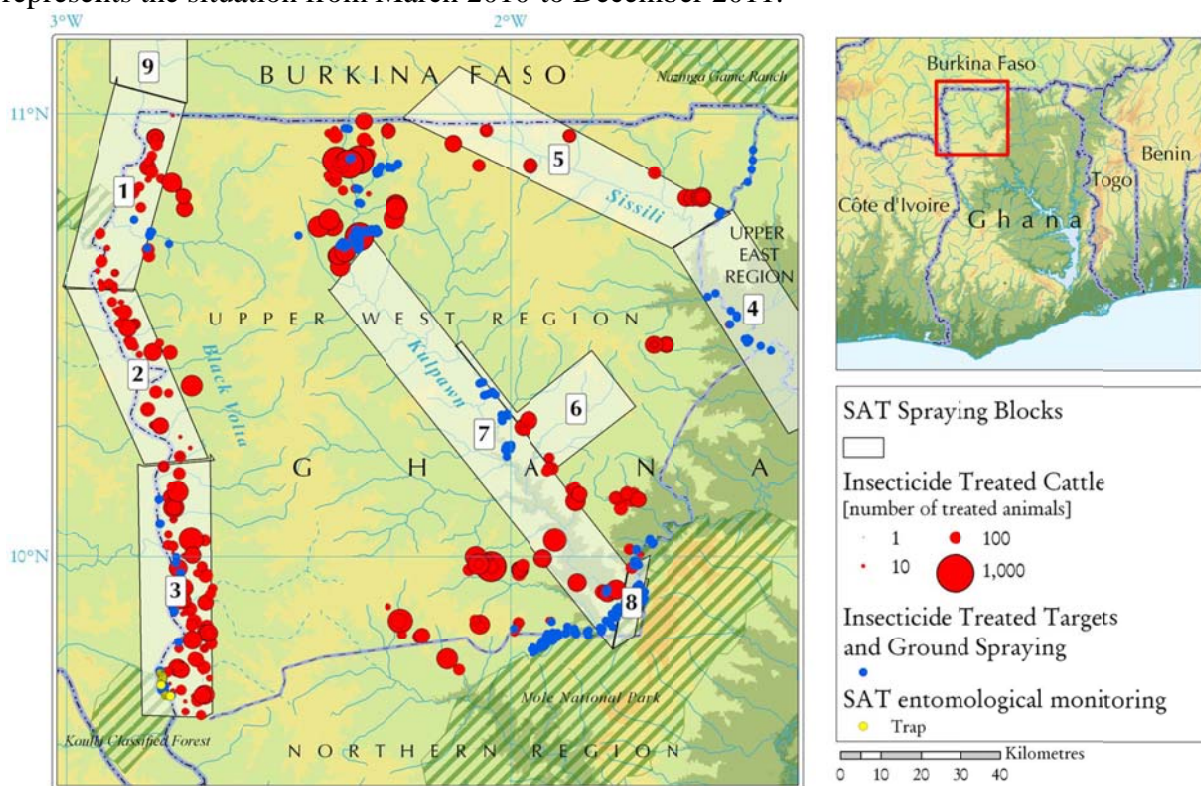 represents the situation from March 2010 to December 2011.
3°W
2°W
9
BURKINA FASO
Nazinga Game Ranch
11°N
5
1
Sissili
UPPER
EAST
REGION
4
UPPER WEST REGION
2
Black Volta
Kulpawn
6
7
GHANA
10°N
3
8
Mole National Park
Koulbi Classified Forest
NORTHERN REGION
Burkina Faso
Benin
Togo
Côte d'Ivoire
Ghana
SAT Spraying Blocks
Insecticide Treated Cattle
[number of treated animals]
1
100
10
1,000
Insecticide Treated Targets
and Ground Spraying
SAT entomological monitoring
Trap
Kilometres
0 10 20 30 40